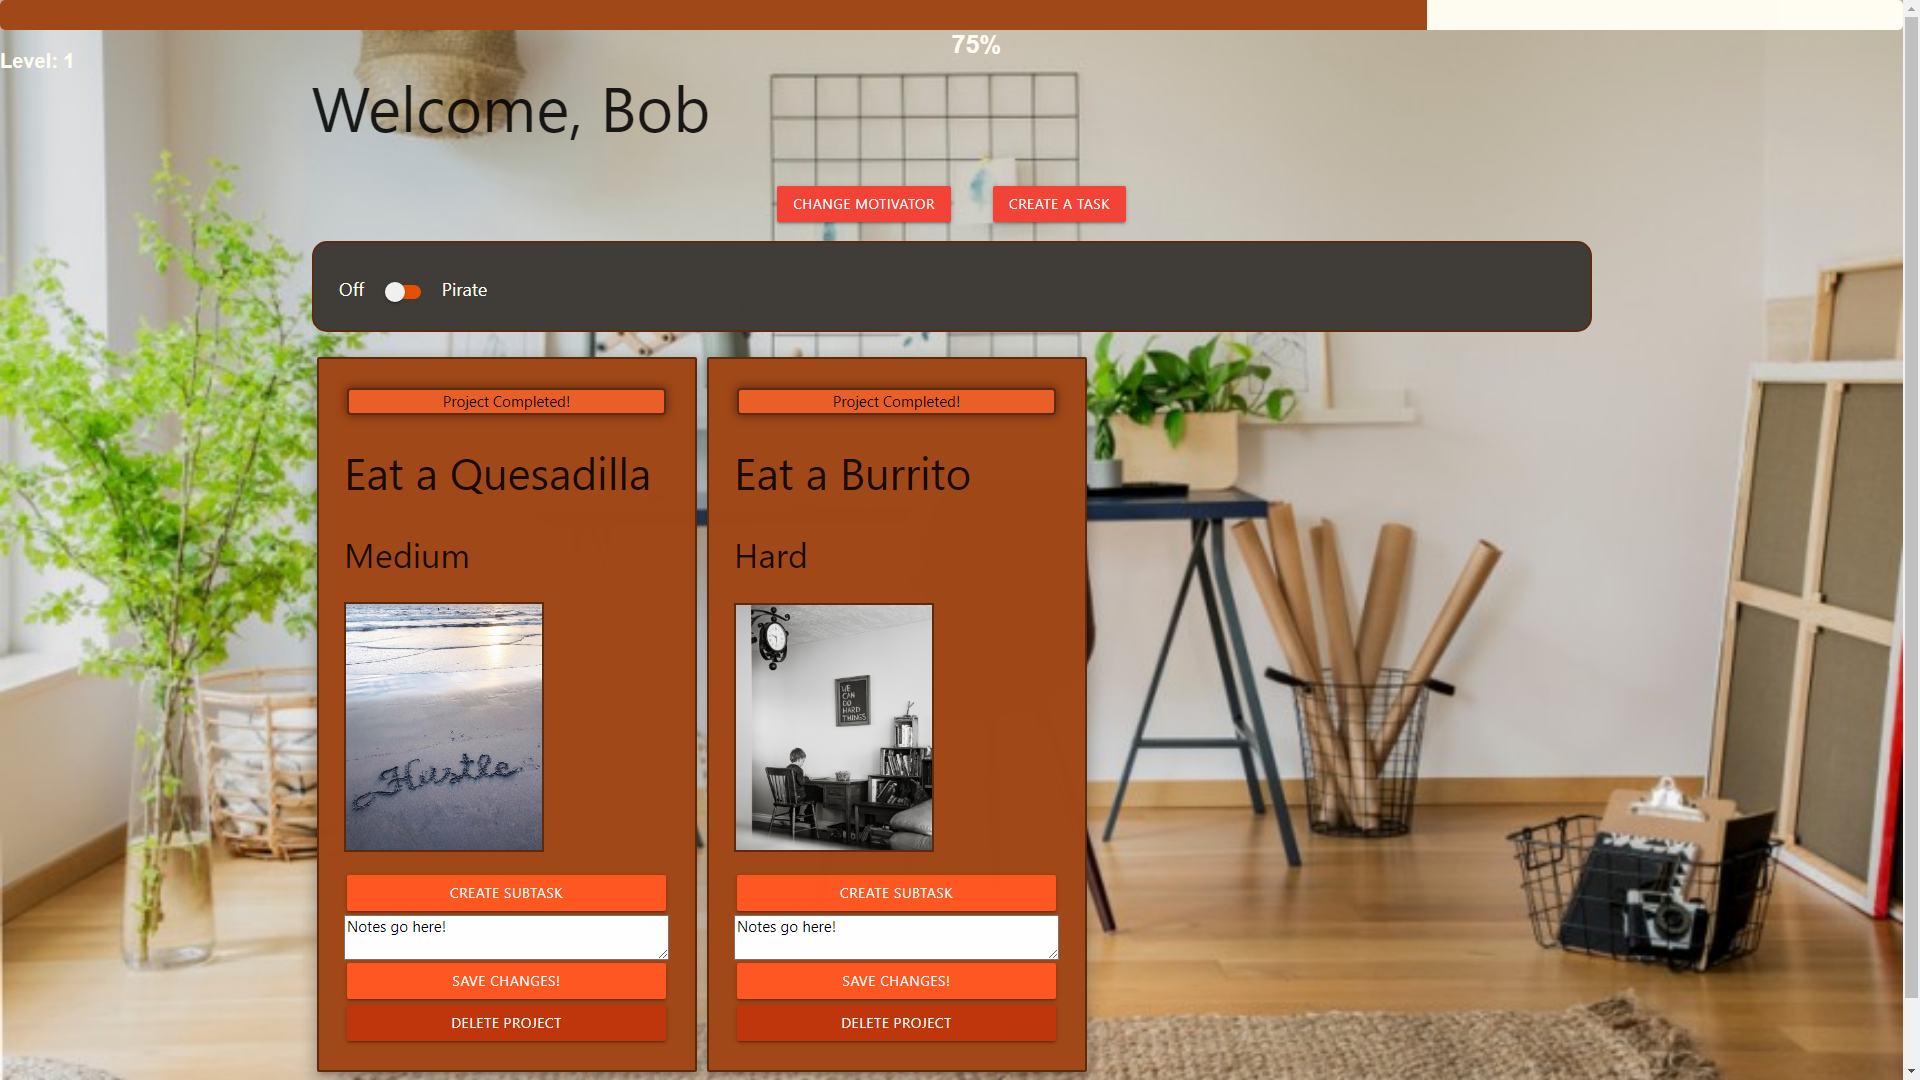 75%
Level: 1
Welcome, Bob
CHANGE MOTIVATOR
CREATE A TASK
Off
Pirate
Project Completed!
Eat a Quesadilla
Medium
Hustle
CREATE SUBTASK
Notes go here!
SAVE CHANGES!
DELETE PROJECT
Project Completed!
Eat a Burrito
Hard
WE
CAN
DO
HARD
THINGS
CREATE SUBTASK
Notes go here!
SAVE CHANGES!
DELETE PROJECT